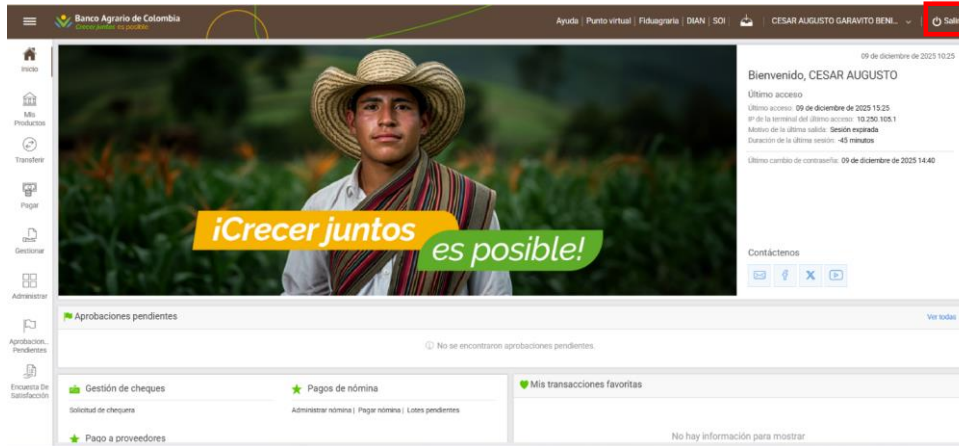 Banco Agrario de Colombia
Crecer juntos es posible
Ayuda | Punto virtual | Fiduagraria | DIAN | SOI |
CESAR AUGUSTO GARAVITO BENI...
Salir
Inicio
Mis
Productos
Transferir
Pagar
Gestionar
Administrar
Aprobacion...
Pendientes
Encuesta De
Satisfacción
¡Crecer juntos
es posible!
09 de diciembre de 2025 10:25
Bienvenido, CESAR AUGUSTO
Último acceso
Último acceso: 09 de diciembre de 2025 15:25
IP de la terminal del último acceso: 10.250.105.1
Motivo de la última salida: Sesión expirada
Duración de la última sesión: -45 minutos
Último cambio de contraseña: 09 de diciembre de 2025 14:40
Contáctenos
Aprobaciones pendientes
Ver todas
No se encontraron aprobaciones pendientes.
Gestión de cheques
Solicitud de chequera
Pagos de nómina
Administrar nómina | Pagar nómina | Lotes pendientes
Pago a proveedores
Mis transacciones favoritas
No hay información para mostrar